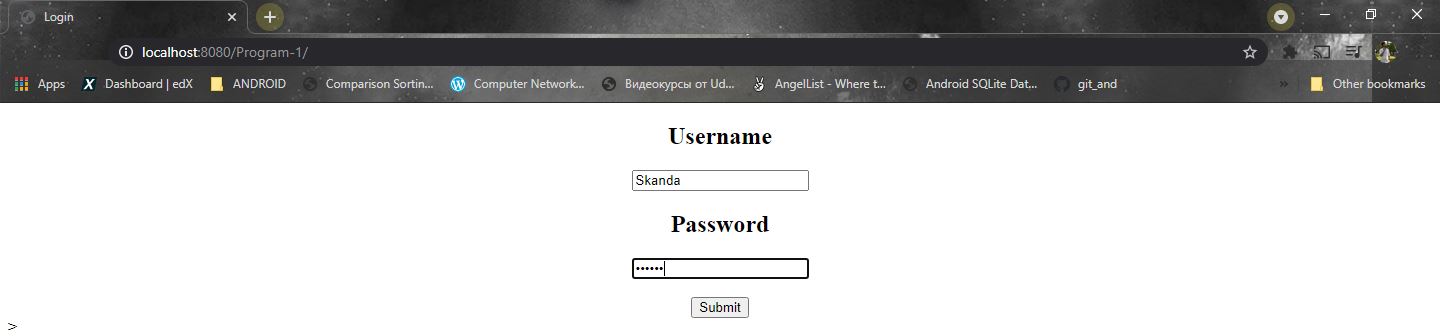 Login
localhost:8080/Program-1/
Apps Dashboard | edX ANDROID Comparison Sortin... Computer Network... Видеокурсы от Ud... AngelList - Where t... Android SQLite Dat... git_and » Other bookmarks
Username
Skanda
Password
••••••
Submit
>